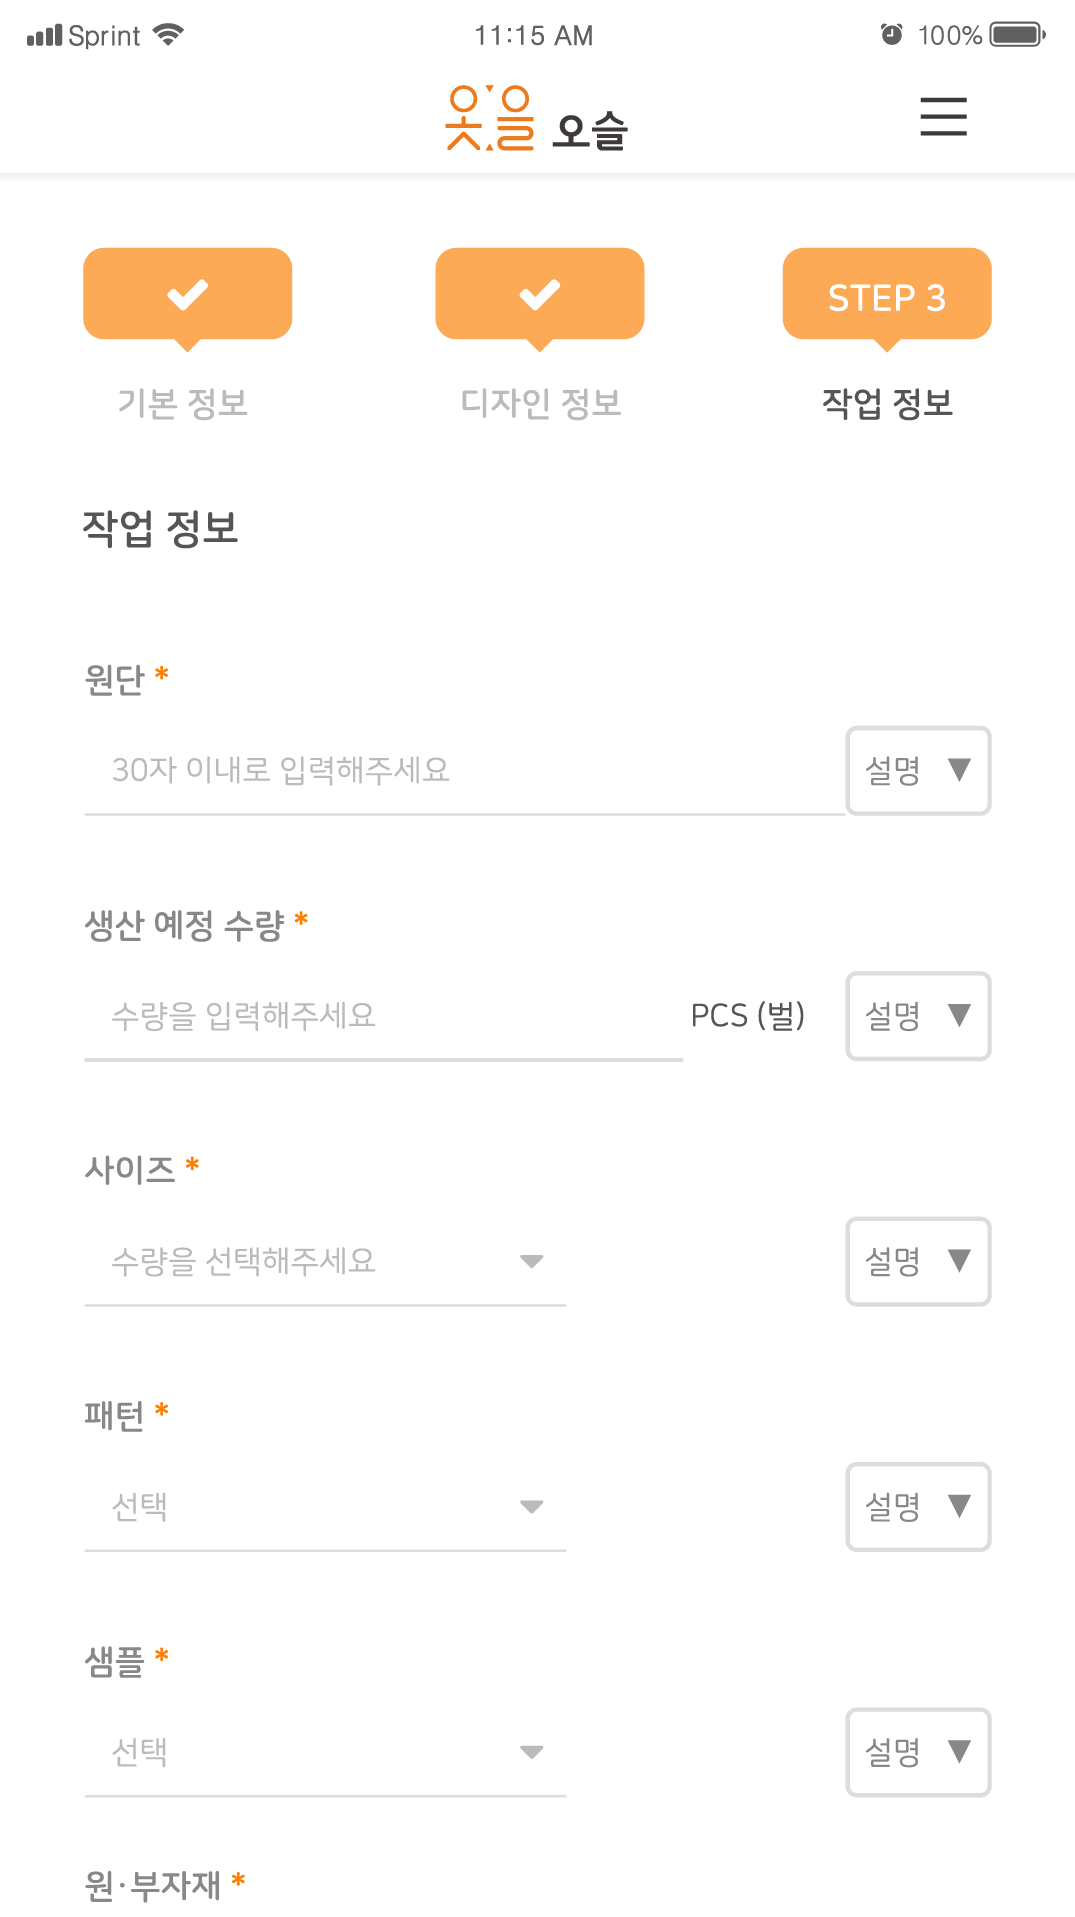 Sprint 11:15 AM 100%
옷을 오슬
STEP 3
기본 정보 디자인 정보 작업 정보
작업 정보
원단 *
30자 이내로 입력해주세요 설명 ▼
생산 예정 수량 *
수량을 입력해주세요 PCS (벌) 설명 ▼
사이즈 *
수량을 선택해주세요 설명 ▼
패턴 *
선택 설명 ▼
샘플 *
선택 설명 ▼
원·부자재 *